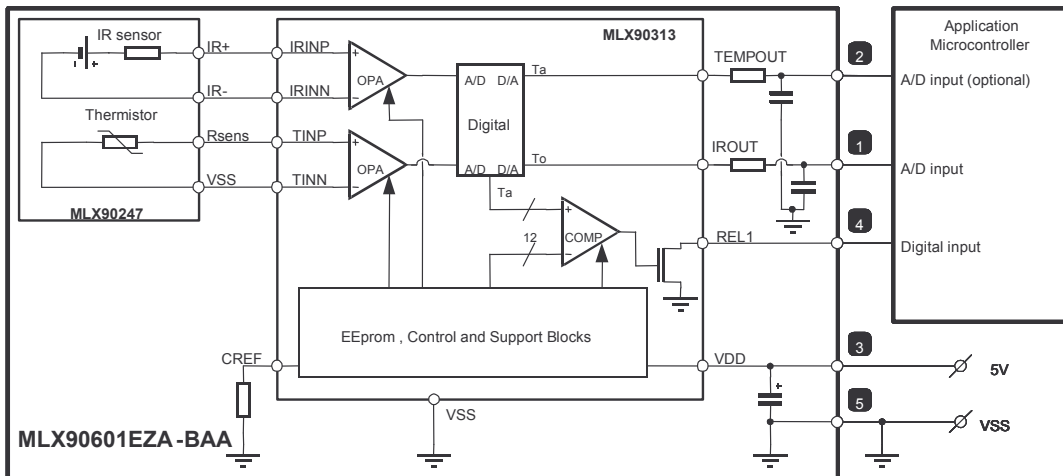 IR sensor
IR+
IRINP
OPA
MLX90313
Ta
TEMPOUT
2
Application
Microcontroller
A/D input (optional)
A/D D/A
Digital
A/D D/A
IR-
IRINN
Thermistor
Rsens
TINP
OPA
To
IROUT
1
A/D input
VSS
TINN
MLX90247
Ta
12
COMP
REL1
4
Digital input
EEprom , Control and Support Blocks
CREF
VDD
3
5V
VSS
5
VSS
MLX90601EZA -BAA